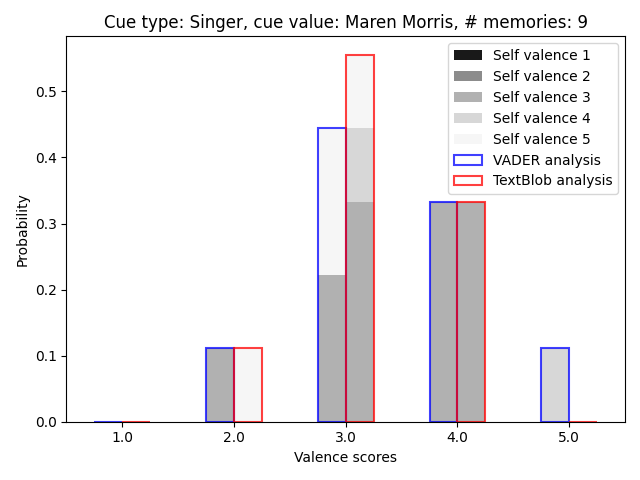 Cue type: Singer, cue value: Maren Morris, # memories: 9
Self valence 1
Self valence 2
Self valence 3
Self valence 4
Self valence 5
VADER analysis
TextBlob analysis
Probability
0.5
0.4
0.3
0.2
0.1
0.0
1.0 2.0 3.0 4.0 5.0
Valence scores